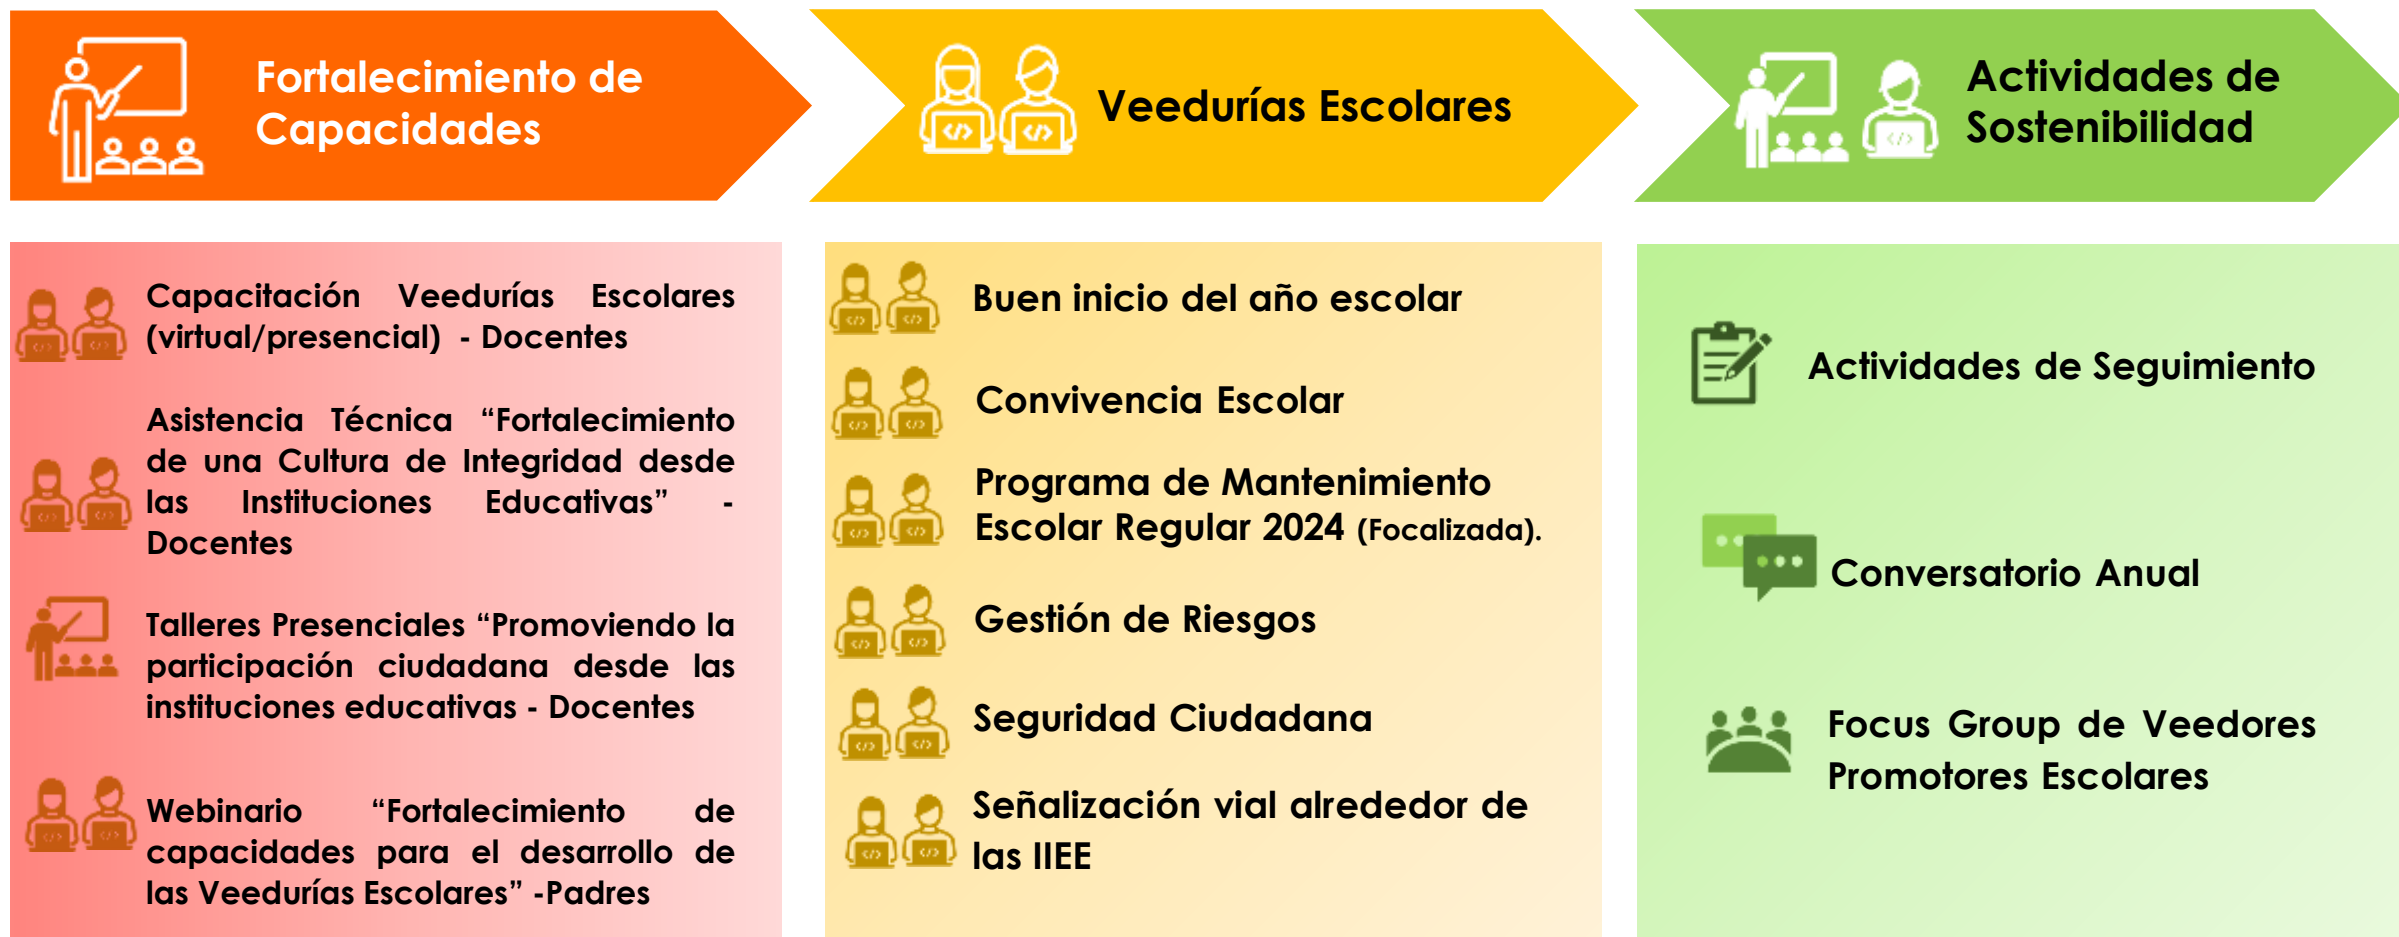 Fortalecimiento de
Capacidades
Veedurías Escolares
Actividades de
Sostenibilidad
Capacitación Veedurías Escolares
(virtual/presencial) - Docentes
Asistencia Técnica “Fortalecimiento
de una Cultura de Integridad desde
las Instituciones Educativas” -
Docentes
Talleres Presenciales “Promoviendo la
participación ciudadana desde las
instituciones educativas - Docentes
Webinario “Fortalecimiento de
capacidades para el desarrollo de
las Veedurías Escolares” -Padres
Buen inicio del año escolar
Convivencia Escolar
Programa de Mantenimiento
Escolar Regular 2024 (Focalizada).
Gestión de Riesgos
Seguridad Ciudadana
Señalización vial alrededor de
las IIEE
Actividades de Seguimiento
Conversatorio Anual
Focus Group de Veedores
Promotores Escolares